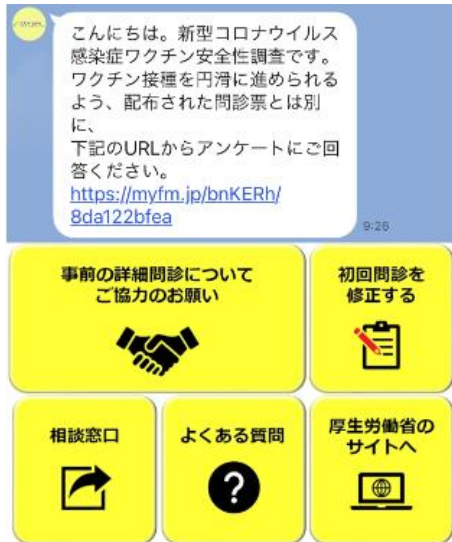 こんにちは。新型コロナウイルス
感染症ワクチン安全性調査です。
ワクチン接種を円滑に進められる
よう、配布された問診票とは別
に、
下記のURLからアンケートにご回
答ください。
https://myfm.jp/bnKERh/
8da122bfea
9:26
事前の詳細問診について
ご協力のお願い
初回問診を
修正する
相談窓口
よくある質問
?
厚生労働省の
サイトへ